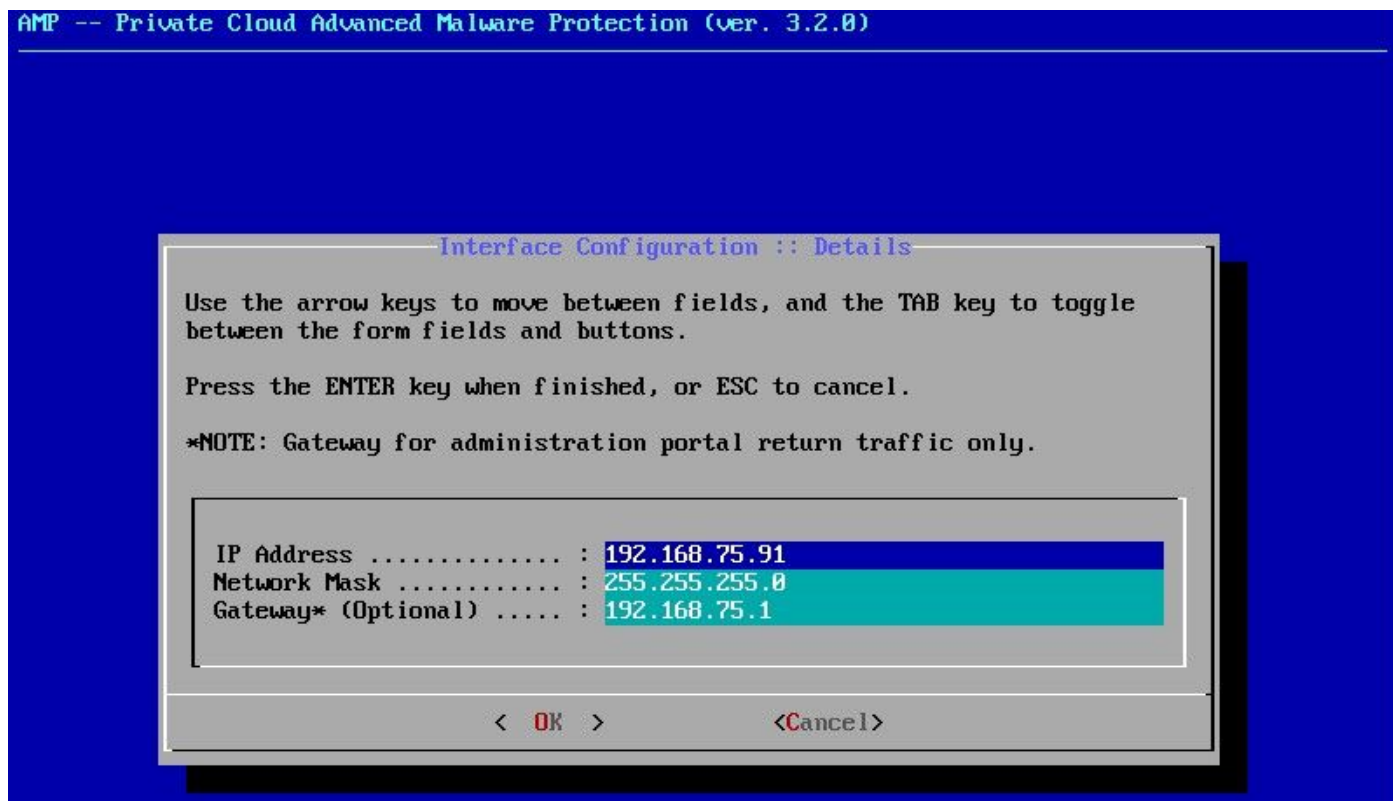 AMP -- Private Cloud Advanced Malware Protection (ver. 3.2.0)
Interface Configuration :: Details
Use the arrow keys to move between fields, and the TAB key to toggle
between the form fields and buttons.
Press the ENTER key when finished, or ESC to cancel.
*NOTE: Gateway for administration portal return traffic only.
IP Address .............. : 192.168.75.91
Network Mask ............ : 255.255.255.0
Gateway* (Optional) ..... : 192.168.75.1
< OK > <Cancel>